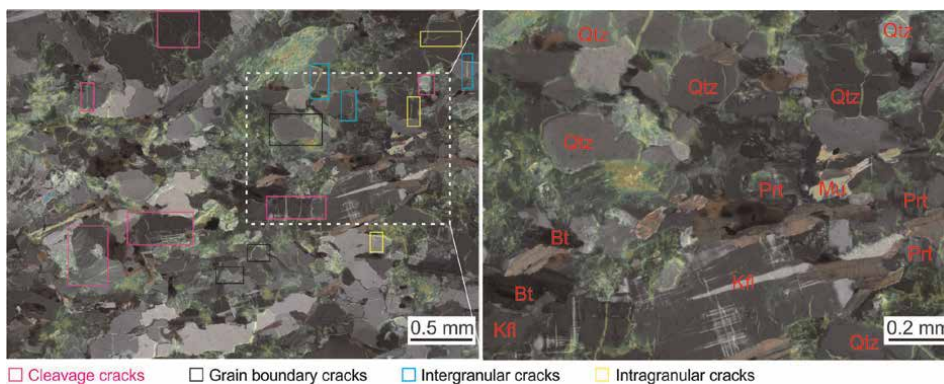 Qtz
Qtz
Qtz
Qtz
Qtz
Prt
Mu
Prt
Bt
Prt
Kfl
Bt
Kfl
Qtz
0.5 mm
0.2 mm
Cleavage cracks
Grain boundary cracks
Intergranular cracks
Intragranular cracks